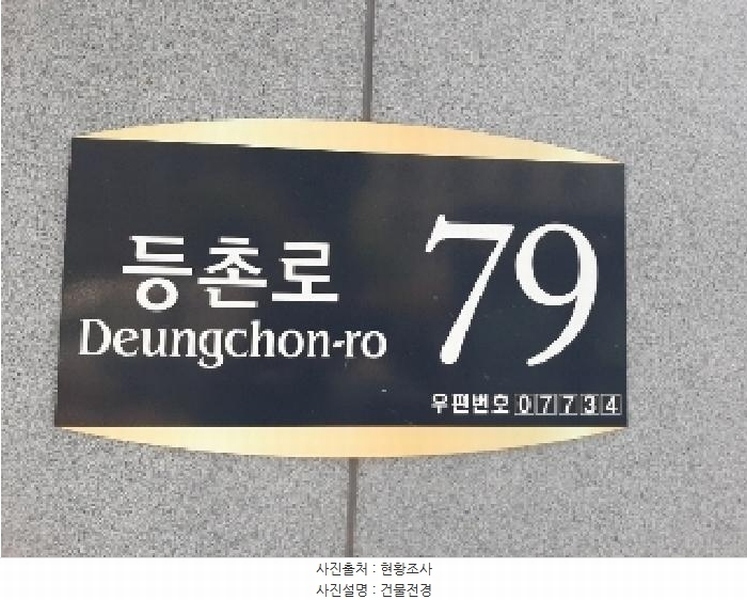 등촌로 79
Deungchon-ro
우편번호 07734
사진출처 : 현황조사
사진설명 : 건물전경